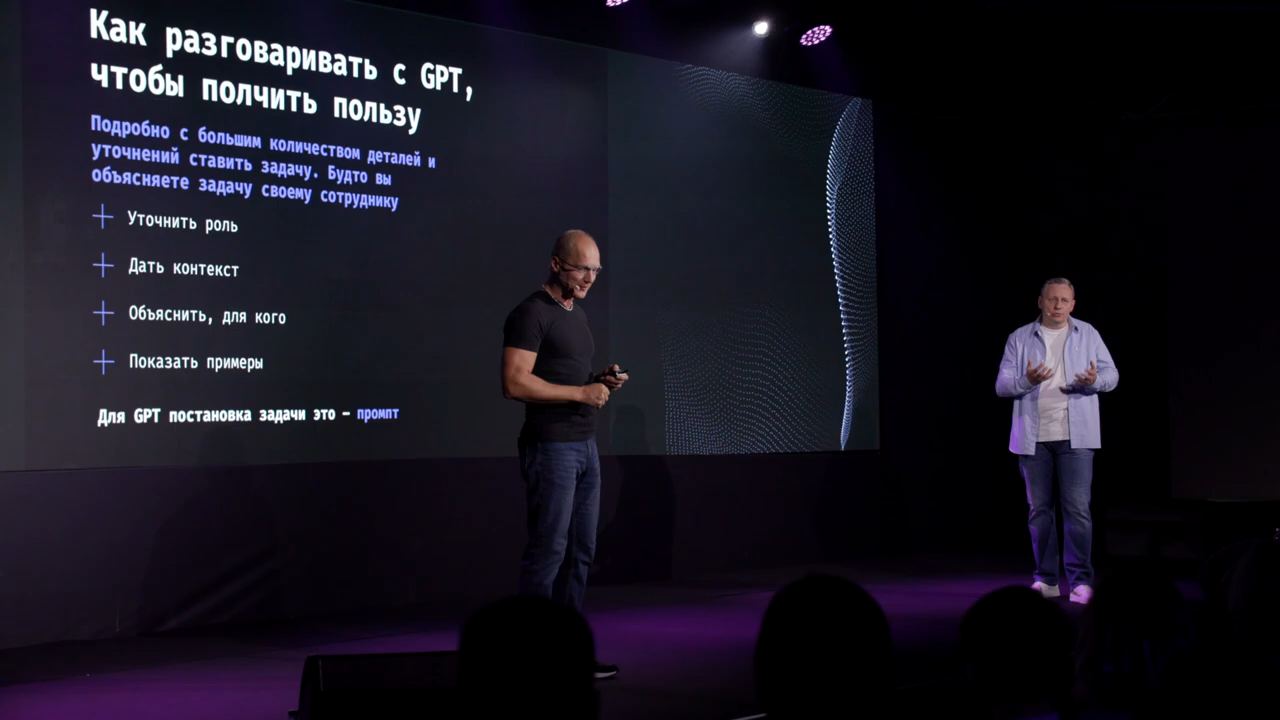 Как разговаривать с GPT,
чтобы полчить пользу
Подробно с большим количеством деталей и
уточнений ставить задачу. Будто вы
объясняете задачу своему сотруднику
Уточнить роль
Дать контекст
Объяснить, для кого
Показать примеры
Для GPT постановка задачи это – промпт